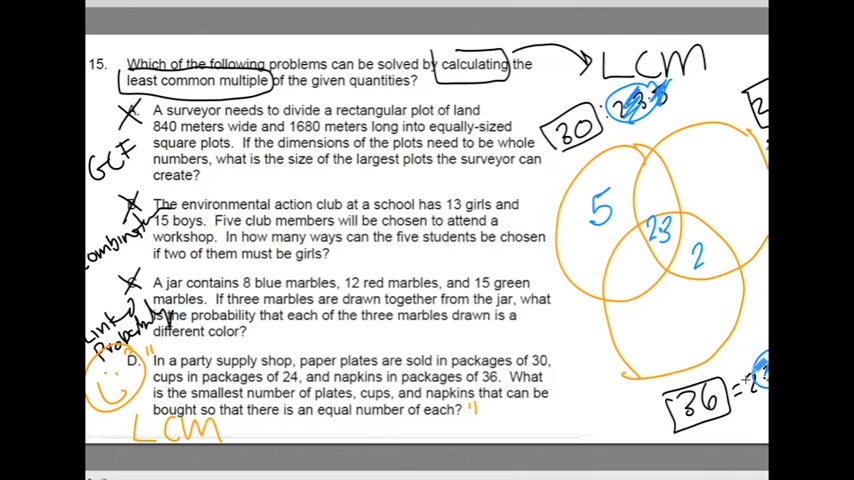 15. Which of the following problems can be solved by calculating the
least common multiple of the given quantities?
LCM
A. A surveyor needs to divide a rectangular plot of land
840 meters wide and 1680 meters long into equally-sized
square plots. If the dimensions of the plots need to be whole
numbers, what is the size of the largest plots the surveyor can
create?
GCF
B. The environmental action club at a school has 13 girls and
15 boys. Five club members will be chosen to attend a
workshop. In how many ways can the five students be chosen
if two of them must be girls?
C. A jar contains 8 blue marbles, 12 red marbles, and 15 green
marbles. If three marbles are drawn together from the jar, what
is the probability that each of the three marbles drawn is a
different color?
Probability
D. "In a party supply shop, paper plates are sold in packages of 30,
cups in packages of 24, and napkins in packages of 36. What
is the smallest number of plates, cups, and napkins that can be
bought so that there is an equal number of each? "
LCM
30:
5
2·3
2
36 =